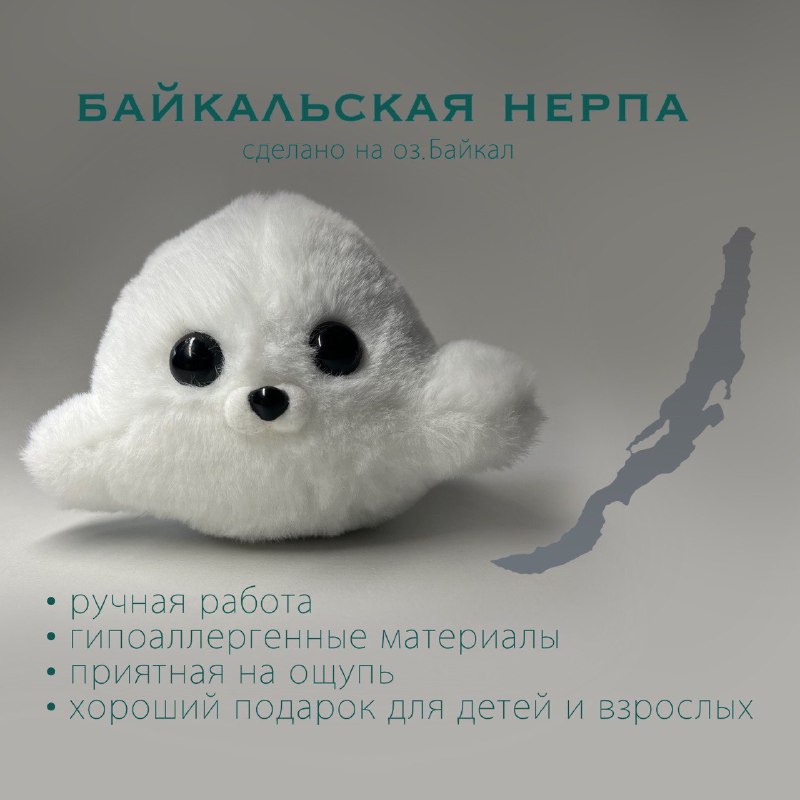 БАЙКАЛЬСКАЯ НЕРПА
сделано на оз.Байкал
• ручная работа
• гипоаллергенные материалы
• приятная на ощупь
• хороший подарок для детей и взрослых